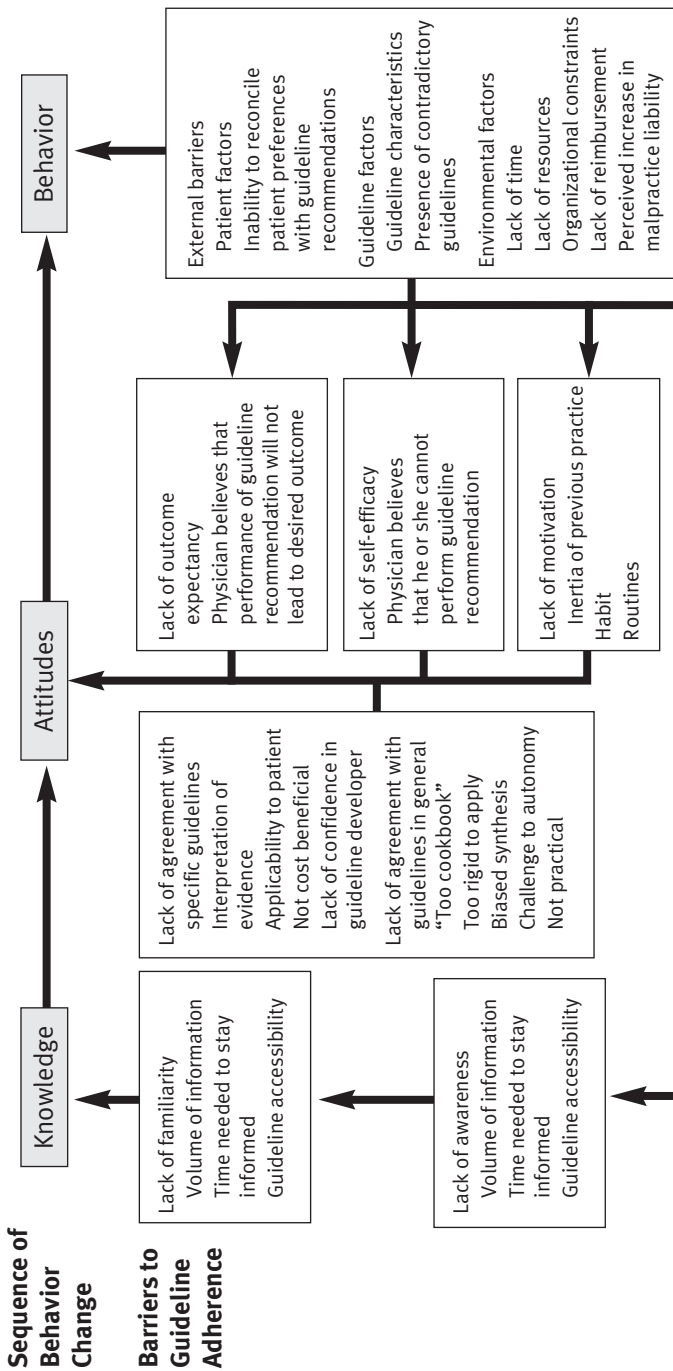 Sequence of
Behavior
Change
Knowledge
Attitudes
Behavior
Barriers to
Guideline
Adherence
Lack of familiarity
Volume of information
Time needed to stay
informed
Guideline accessibility
Lack of awareness
Volume of information
Time needed to stay
informed
Guideline accessibility
Lack of agreement with
specific guidelines
Interpretation of
evidence
Applicability to patient
Not cost beneficial
Lack of confidence in
guideline developer
Lack of agreement with
guidelines in general
“Too cookbook”
Too rigid to apply
Biased synthesis
Challenge to autonomy
Not practical
Lack of outcome
expectancy
Physician believes that
performance of guideline
recommendation will not
lead to desired outcome
Lack of self-efficacy
Physician believes
that he or she cannot
perform guideline
recommendation
Lack of motivation
Inertia of previous practice
Habit
Routines
External barriers
Patient factors
Inability to reconcile
patient preferences
with guideline
recommendations
Guideline factors
Guideline characteristics
Presence of contradictory
guidelines
Environmental factors
Lack of time
Lack of resources
Organizational constraints
Lack of reimbursement
Perceived increase in
malpractice liability